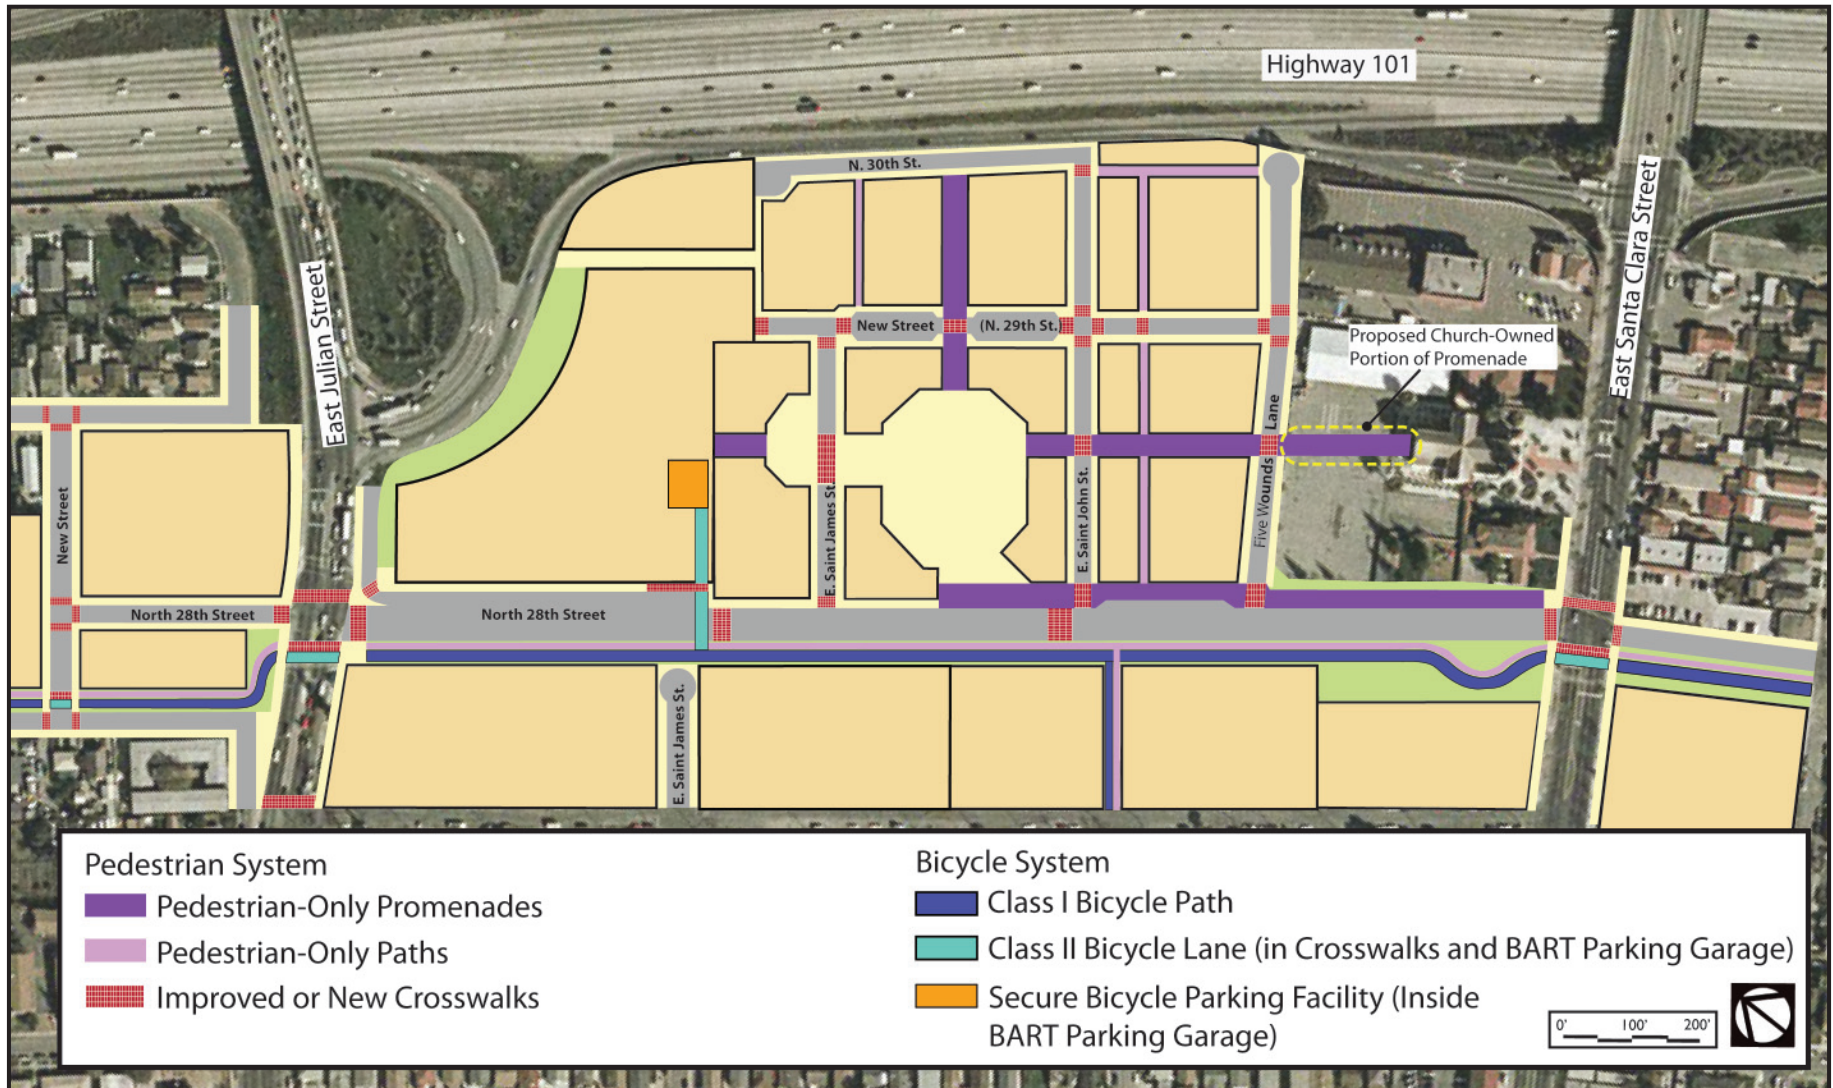 Highway 101
N. 30th St.
East Julian Street
East Santa Clara Street
New Street
(N. 29th St.)
Proposed Church-Owned
Portion of Promenade
Five Wounds Lane
E. Saint James St.
E. Saint John St.
New Street
North 28th Street
North 28th Street
E. Saint James St.
Pedestrian System
Pedestrian-Only Promenades
Pedestrian-Only Paths
Improved or New Crosswalks
Bicycle System
Class I Bicycle Path
Class II Bicycle Lane (in Crosswalks and BART Parking Garage)
Secure Bicycle Parking Facility (Inside
BART Parking Garage)
0' 100' 200'